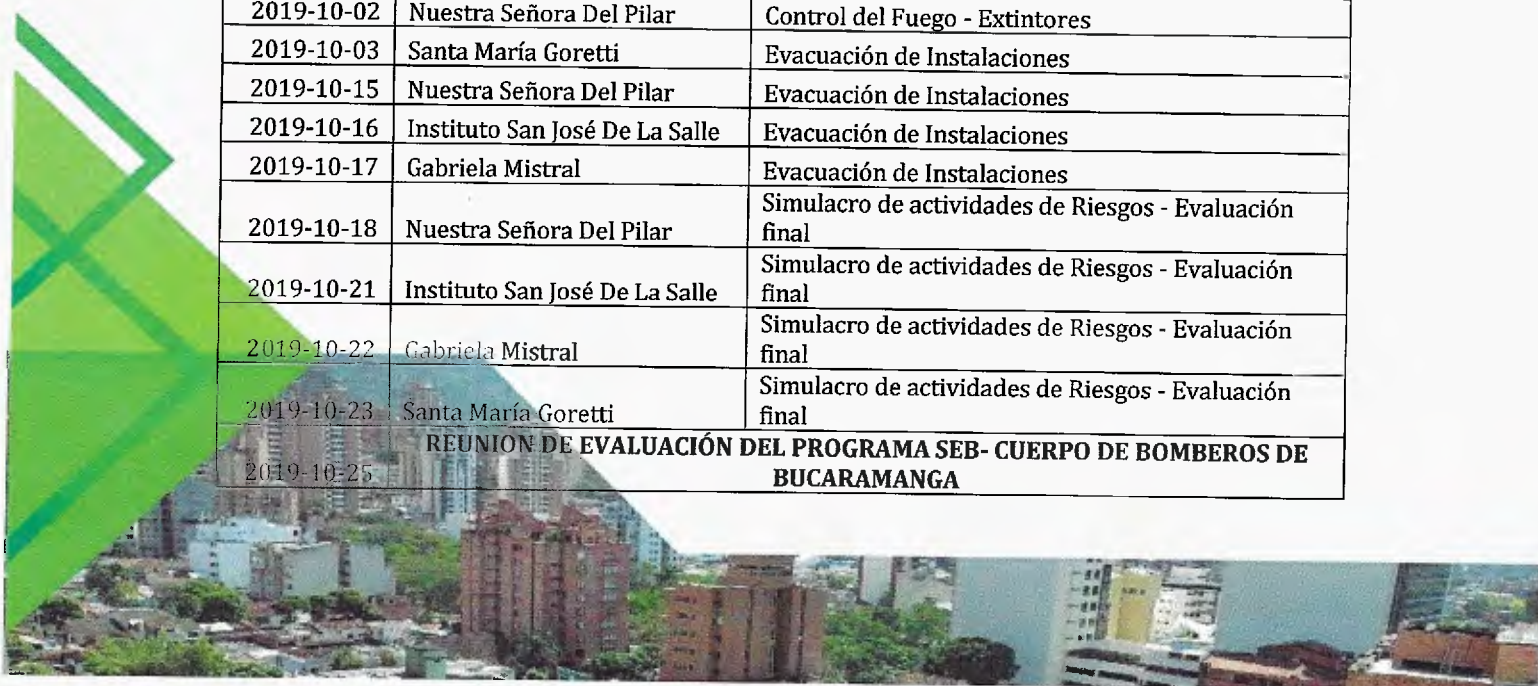 2019-10-02 Nuestra Señora Del Pilar Control del Fuego - Extintores
2019-10-03 Santa María Goretti Evacuación de Instalaciones
2019-10-15 Nuestra Señora Del Pilar Evacuación de Instalaciones
2019-10-16 Instituto San José De La Salle Evacuación de Instalaciones
2019-10-17 Gabriela Mistral Evacuación de Instalaciones
2019-10-18 Nuestra Señora Del Pilar Simulacro de actividades de Riesgos - Evaluación
final
2019-10-21 Instituto San José De La Salle Simulacro de actividades de Riesgos - Evaluación
final
2019-10-22 Gabriela Mistral Simulacro de actividades de Riesgos - Evaluación
final
2019-10-23 Santa María Goretti Simulacro de actividades de Riesgos - Evaluación
final
2019-10-25 REUNION DE EVALUACIÓN DEL PROGRAMA SEB- CUERPO DE BOMBEROS DE
BUCARAMANGA